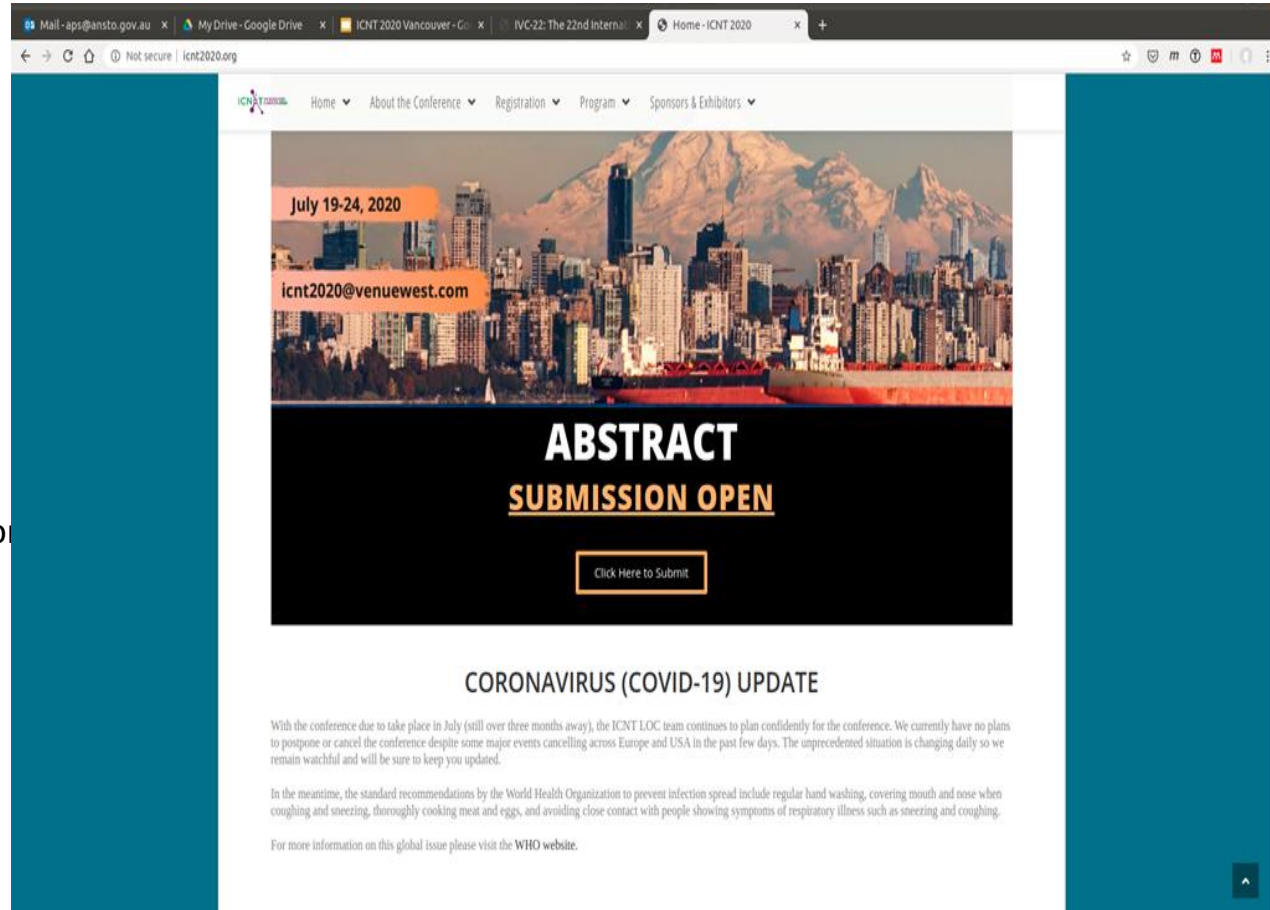 Mail - aps@ansto.gov.au
My Drive - Google Drive
ICNT 2020 Vancouver - Go
IVC-22: The 22nd Internat
Home - ICNT 2020
Not secure | icnt2020.org
ICNT
Home
About the Conference
Registration
Program
Sponsors & Exhibitors
July 19-24, 2020
icnt2020@venuewest.com
ABSTRACT
SUBMISSION OPEN
Click Here to Submit
CORONAVIRUS (COVID-19) UPDATE
With the conference due to take place in July (still over three months away), the ICNT LOC team continues to plan confidently for the conference. We currently have no plans
to postpone or cancel the conference despite some major events cancelling across Europe and USA in the past few days. The unprecedented situation is changing daily so we
remain watchful and will be sure to keep you updated.
In the meantime, the standard recommendations by the World Health Organization to prevent infection spread include regular hand washing, covering mouth and nose when
coughing and sneezing, thoroughly cooking meat and eggs, and avoiding close contact with people showing symptoms of respiratory illness such as sneezing and coughing.
For more information on this global issue please visit the WHO website.